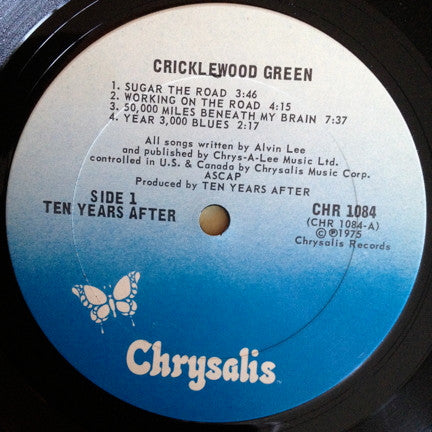 CRICKLEWOOD GREEN
1. SUGAR THE ROAD 3:46
2. WORKING ON THE ROAD 4:15
3. 50,000 MILES BENEATH MY BRAIN 7:37
4. YEAR 3,000 BLUES 2:17
All songs written by Alvin Lee
and published by Chrys-A-Lee Music Ltd.
controlled in U.S. & Canada by Chrysalis Music Corp.
ASCAP
Produced by TEN YEARS AFTER
SIDE 1
TEN YEARS AFTER
CHR 1084
(CHR 1084-A)
©℗1975
Chrysalis Records
Chrysalis